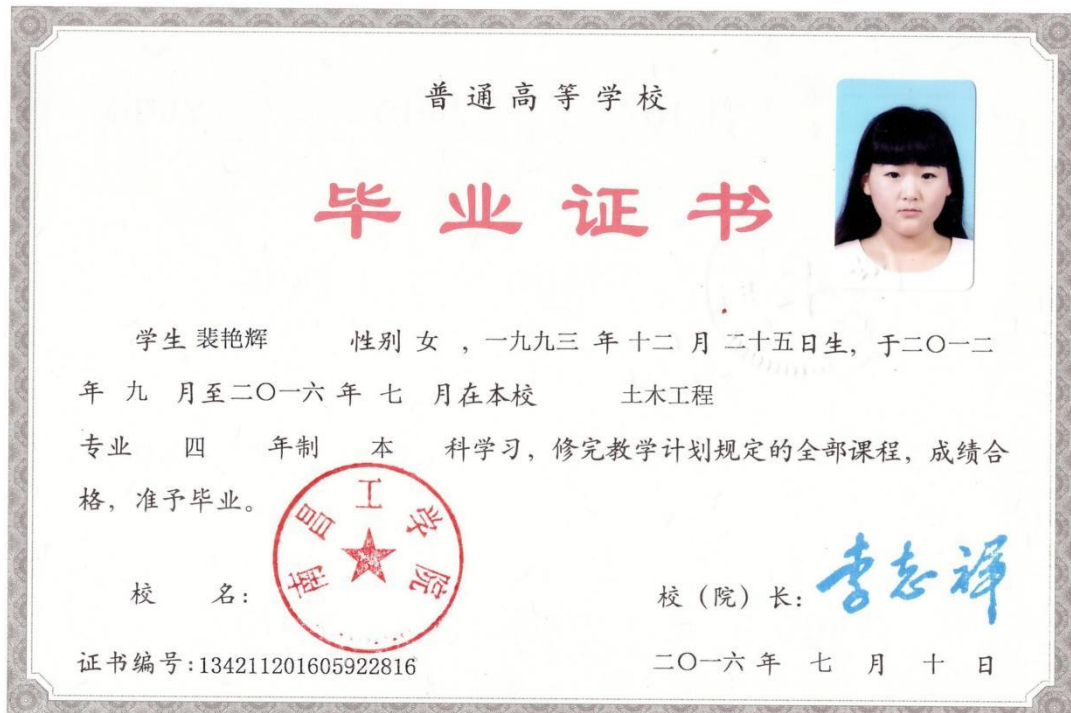 普通高等学校
毕业证书
学生 裴艳辉 性别 女 ，一九九三 年 十二 月 二十五日生，于二〇一二
年 九 月至二〇一六 年 七 月在本校 土木工程
专业 四 年制 本 科学习，修完教学计划规定的全部课程，成绩合
格，准予毕业。
南昌工学院
校 名： 校（院）长：李志祥
证书编号:134211201605922816 二〇一六 年 七 月 十 日